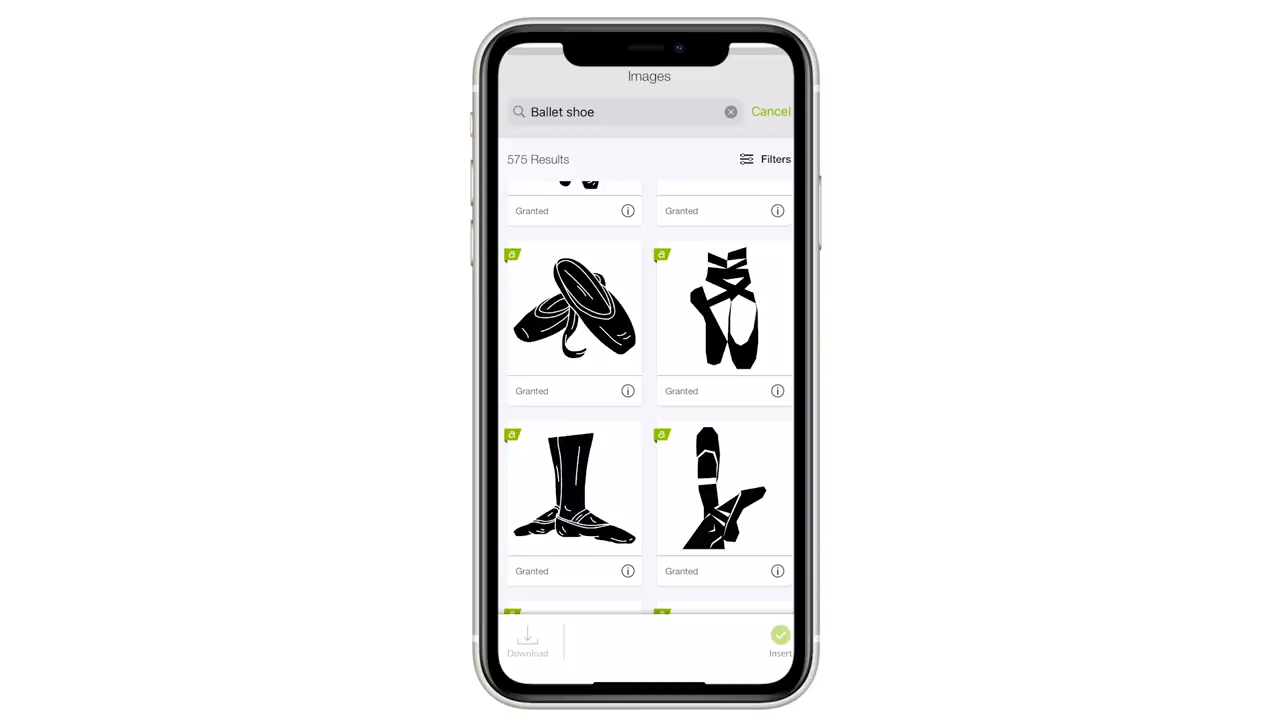 Images
Ballet shoe
Cancel
575 Results
Filters
Granted
Granted
Granted
Granted
Granted
Granted
Download
Insert